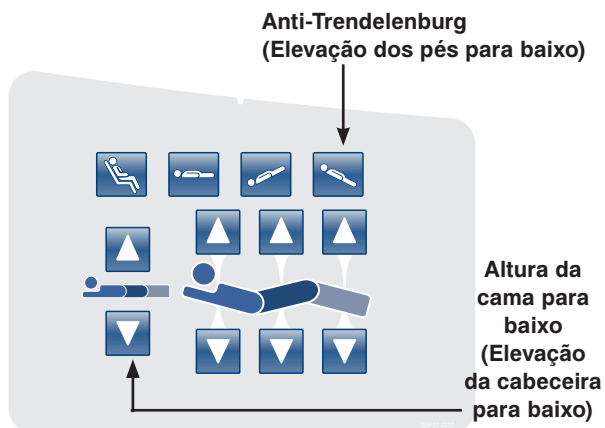 Anti-Trendelenburg
(Elevação dos pés para baixo)
Altura da
cama para
baixo
(Elevação
da cabeceira
para baixo)